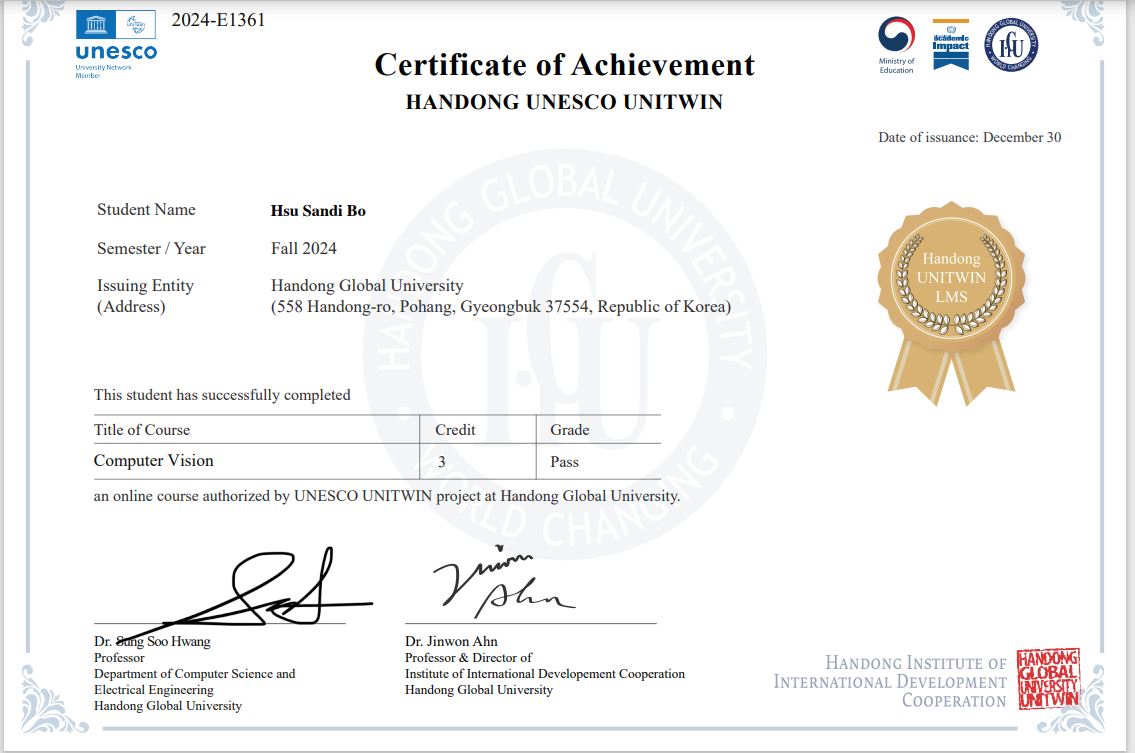 2024-E1361
unesco
University Network
Member
Ministry of
Education
academic
Impact
HANDONG GLOBAL UNIVERSITY
WORLD CHANGING
Certificate of Achievement
HANDONG UNESCO UNITWIN
Date of issuance: December 30
Student Name Hsu Sandi Bo
Semester / Year Fall 2024
Issuing Entity Handong Global University
(Address) (558 Handong-ro, Pohang, Gyeongbuk 37554, Republic of Korea)
Handong
UNITWIN
LMS
HANDONG GLOBAL UNIVERSITY
WORLD CHANGING
This student has successfully completed
Title of Course Credit Grade
Computer Vision 3 Pass
an online course authorized by UNESCO UNITWIN project at Handong Global University.
Jinwon
Ahn
Dr. Sung Soo Hwang
Professor
Department of Computer Science and
Electrical Engineering
Handong Global University
Dr. Jinwon Ahn
Professor & Director of
Institute of International Developement Cooperation
Handong Global University
HANDONG INSTITUTE OF
INTERNATIONAL DEVELOPMENT
COOPERATION
HANDONG
GLOBAL
UNIVERSITY
UNITWIN